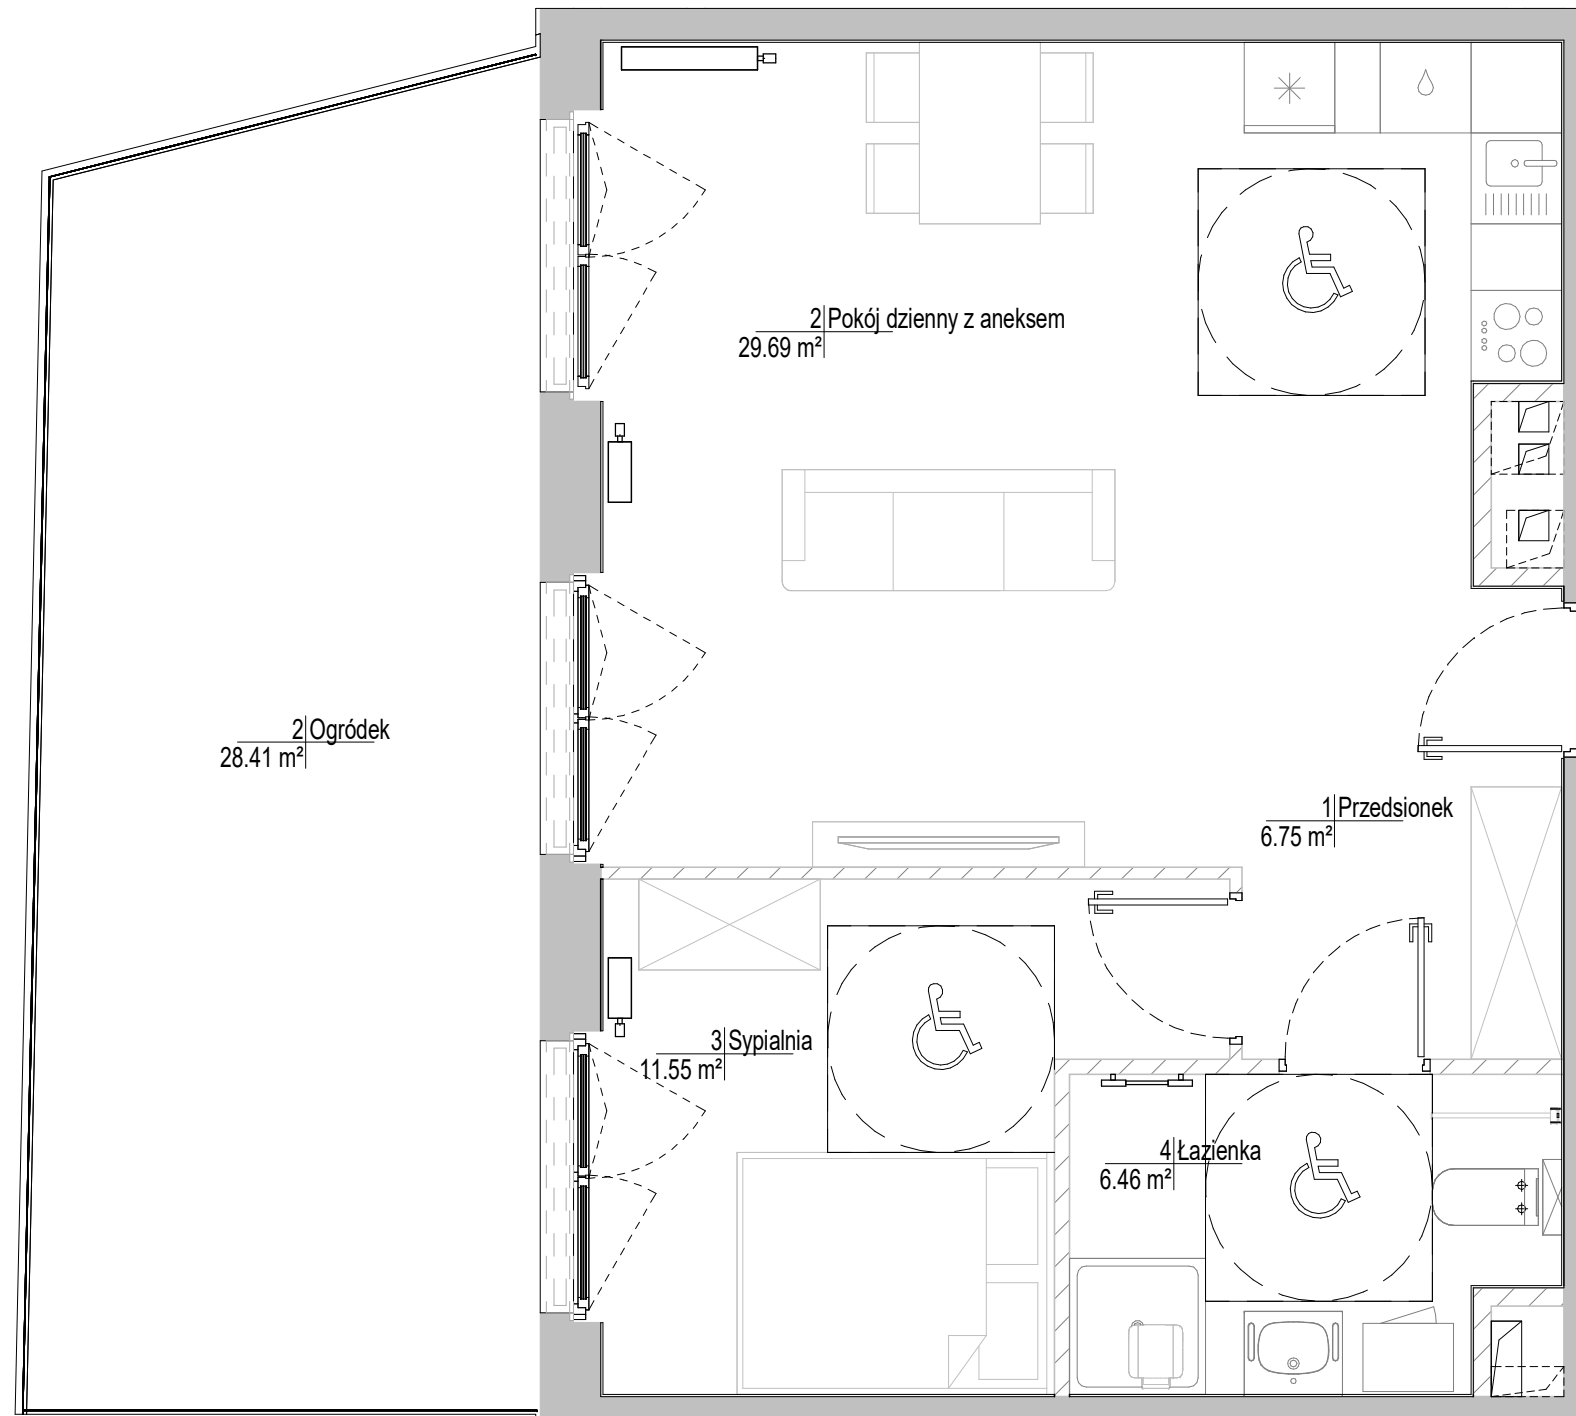 2 Pokój dzienny z aneksem
29.69 m²
2 Ogródek
28.41 m²
1 Przedsionek
6.75 m²
3 Sypialnia
11.55 m²
4 Łazienka
6.46 m²